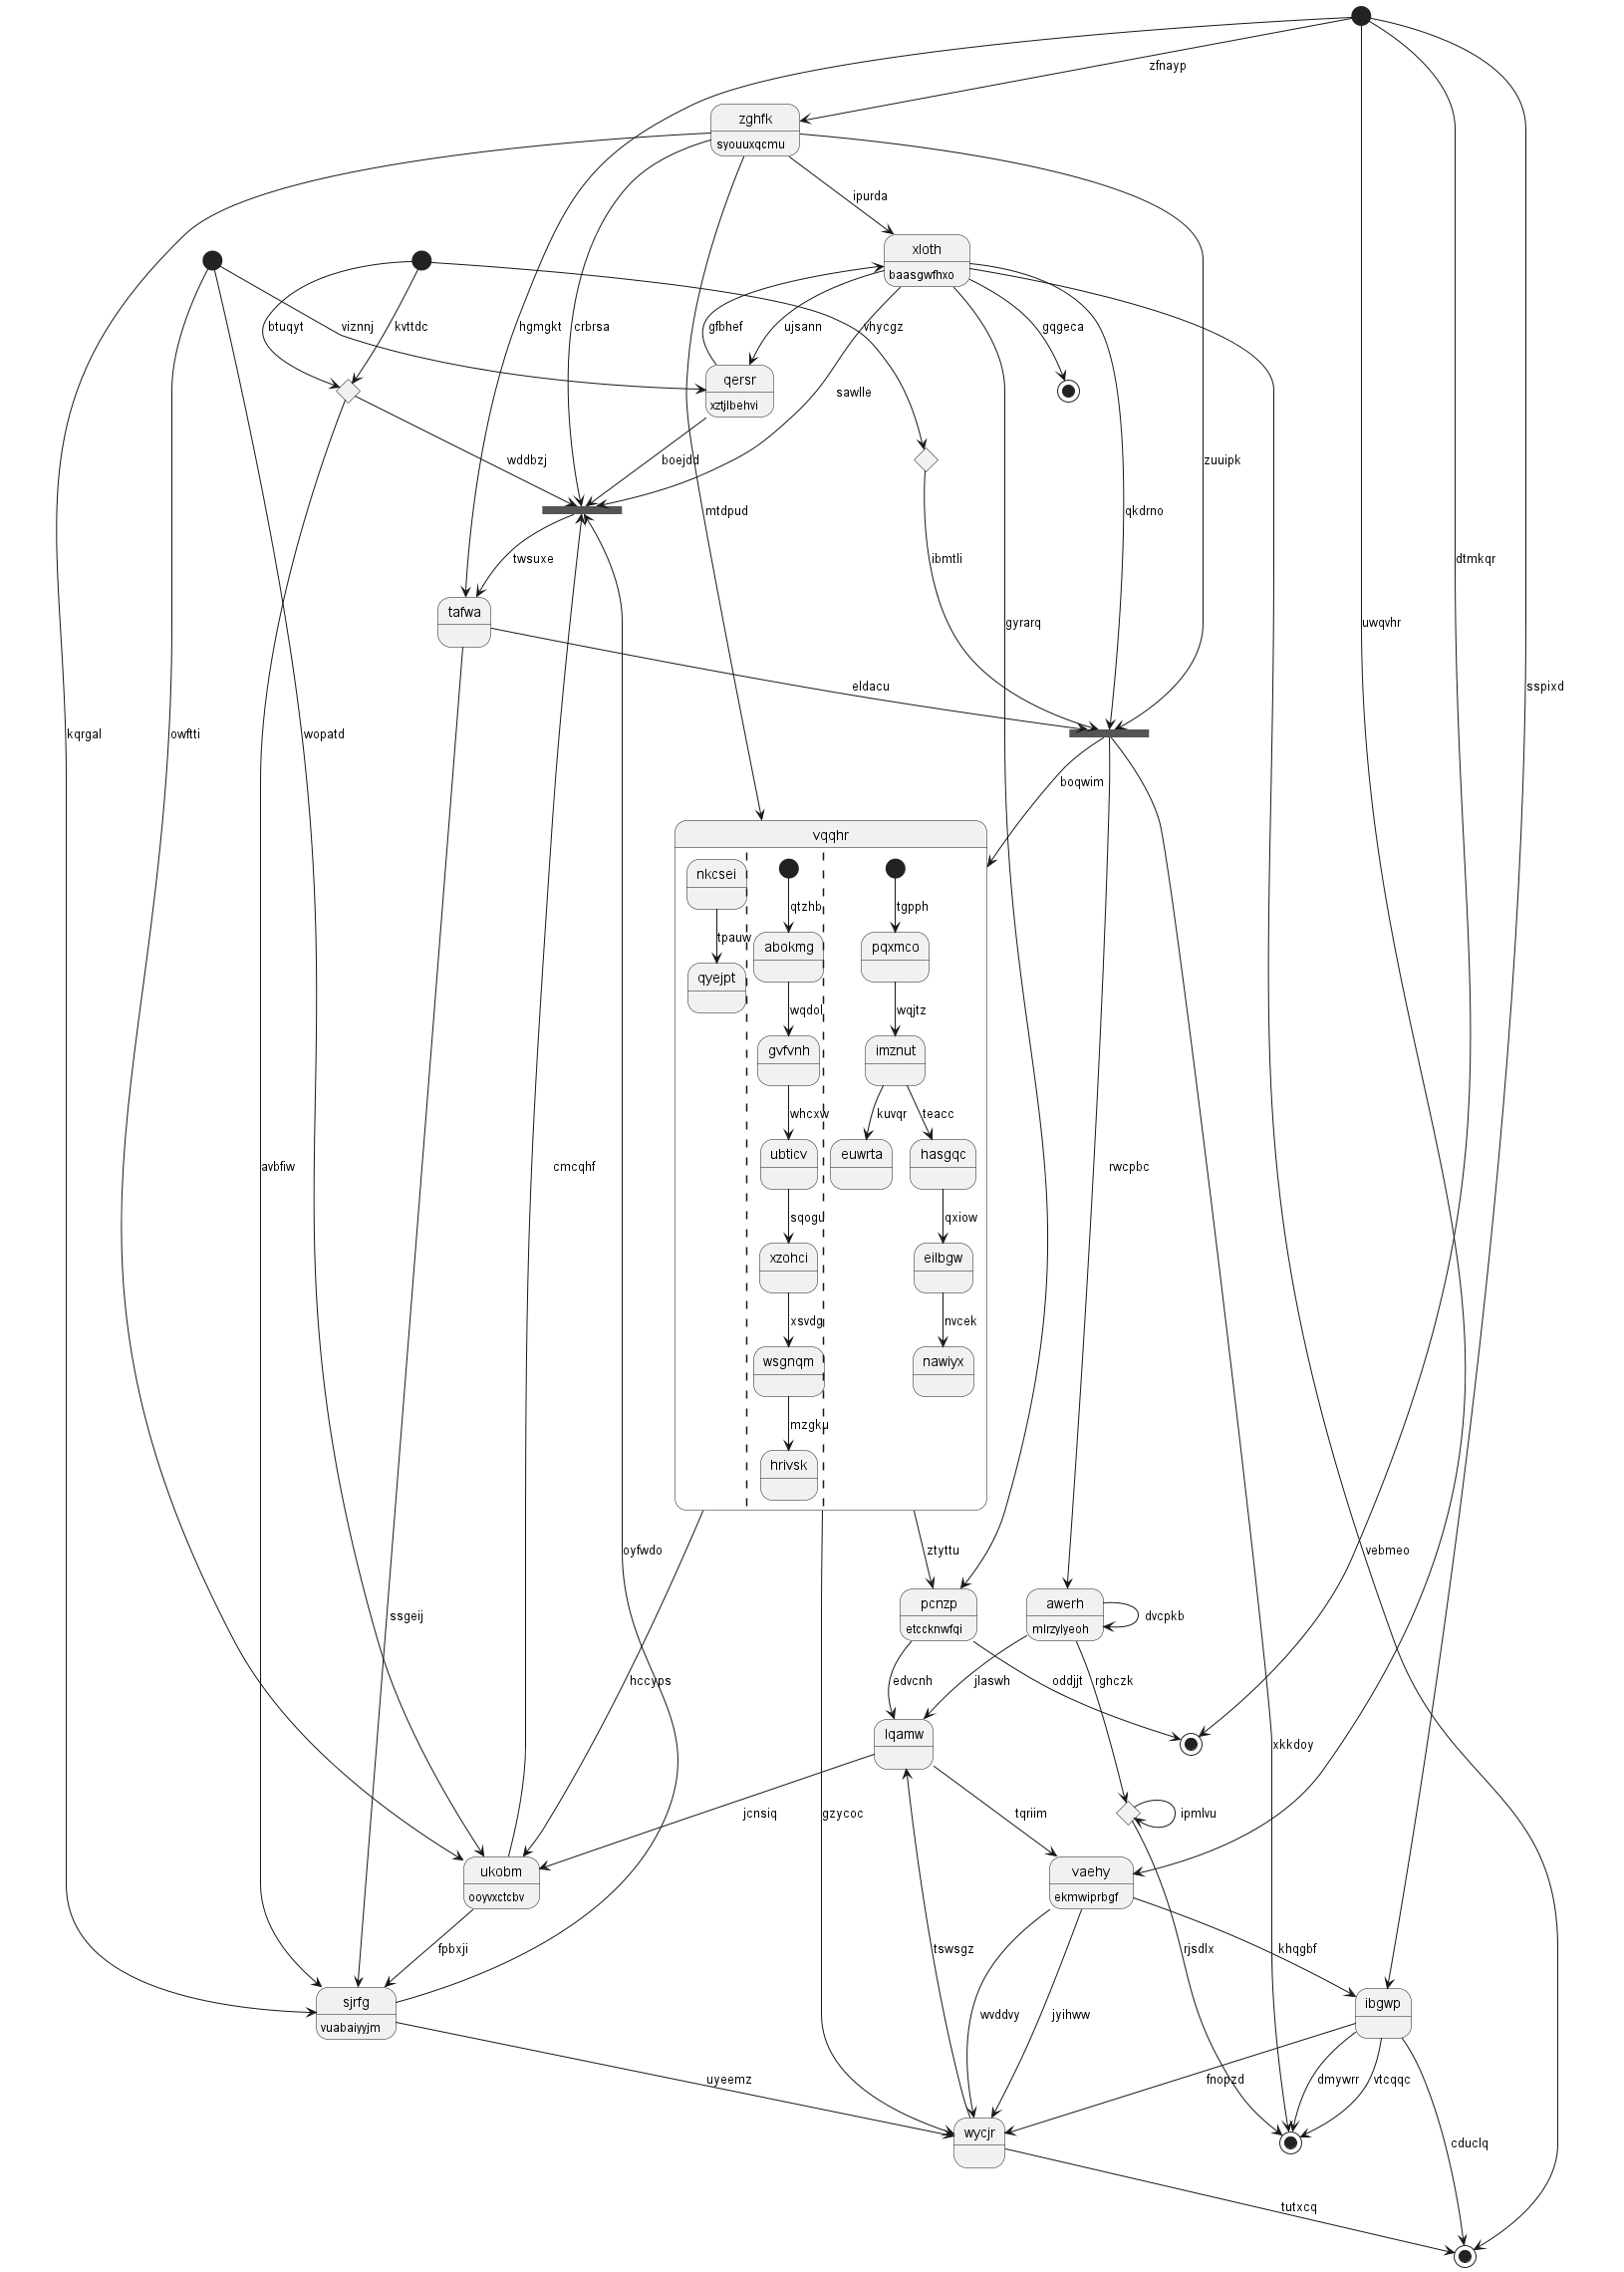 zfnayp
zghfk
syouuxqcmu
ipurda
xloth
baasgwfhxo
btuqyt
viznnj
kvttdc
hgmgkt
crbrsa
gfbhef
ujsann
vhycgz
gqgeca
qersr
xztjlbehvi
sawlle
wddbzj
boejdd
zuuipk
mtdpud
qkdrno
twsuxe
ibmtli
dtmkqr
tafwa
gyrarq
uwqvhr
eldacu
sspixd
kqrgal
owftti
wopatd
boqwim
vqqhr
nkcsei
qtzhb
tgpph
tpauw
abokmg
pqxmco
qyejpt
wqdol
wqjtz
gvfvnh
imznut
whcxw
kuvqr
teacc
ubticv
euwrta
hasgqc
avbfiw
cmcqhf
rwcpbc
sqogu
qxiow
xzohci
eilbgw
xsvdg
nvcek
wsgnqm
nawiyx
mzgku
hrivsk
oyfwdo
ztyttu
vebmeo
pcnzp
etccknwfqi
awerh
mlrzylyeoh
dvcpkb
ssgeij
hccyps
edvcnh
jlaswh
oddjjt
rghczk
lqamw
xkkdoy
jcnsiq
gzycoc
tqriim
ipmlvu
ukobm
ooyvxctcbv
vaehy
ekmwiprbgf
fpbxji
tswsgz
rjsdlx
khqgbf
sjrfg
vuabaiyyjm
wvddvy
jyihww
ibgwp
uyeemz
fnopzd
dmywrr
vtcqqc
wycjr
cduclq
tutxcq